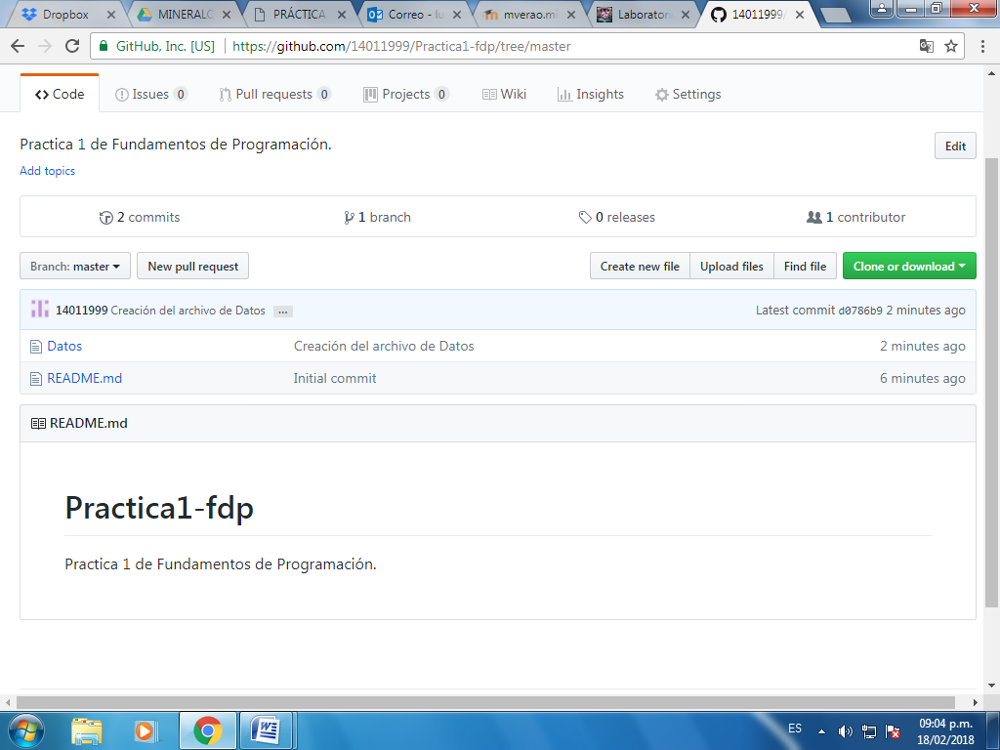 Dropbox MINERALC PRÁCTICA Correo - lu mverao.mi Laboratori 14011999/
GitHub, Inc. [US] https://github.com/14011999/Practica1-fdp/tree/master
Code Issues 0 Pull requests 0 Projects 0 Wiki Insights Settings
Practica 1 de Fundamentos de Programación. Edit
Add topics
2 commits 1 branch 0 releases 1 contributor
Branch: master New pull request Create new file Upload files Find file Clone or download
14011999 Creación del archivo de Datos ... Latest commit d0786b9 2 minutes ago
Datos Creación del archivo de Datos 2 minutes ago
README.md Initial commit 6 minutes ago
README.md
Practica1-fdp
Practica 1 de Fundamentos de Programación.
ES 09:04 p.m.
18/02/2018